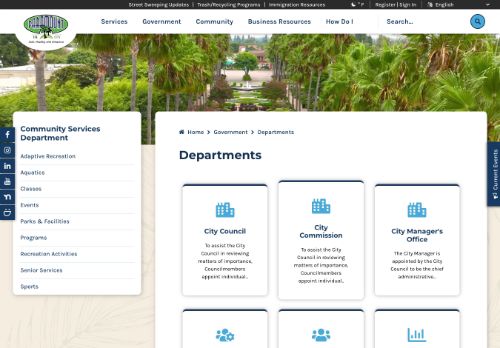 Street Sweeping Updates | Trash/Recycling Programs | Immigration Resources
° F | Register | Sign In | English
PARAMOUNT
Services Government Community Business Resources How Do I Search...
Community Services
Department
Adaptive Recreation
Aquatics
Classes
Events
Parks & Facilities
Programs
Recreation Activities
Senior Services
Sports
Home > Government > Departments
Departments
City Council
To assist the City
Council in reviewing
matters of importance,
Councilmembers
appoint individual...
City
Commission
To assist the City
Council in reviewing
matters of importance,
Councilmembers
appoint individual...
City Manager's
Office
The City Manager is
appointed by the City
Council to be the chief
administrative...
Current Events